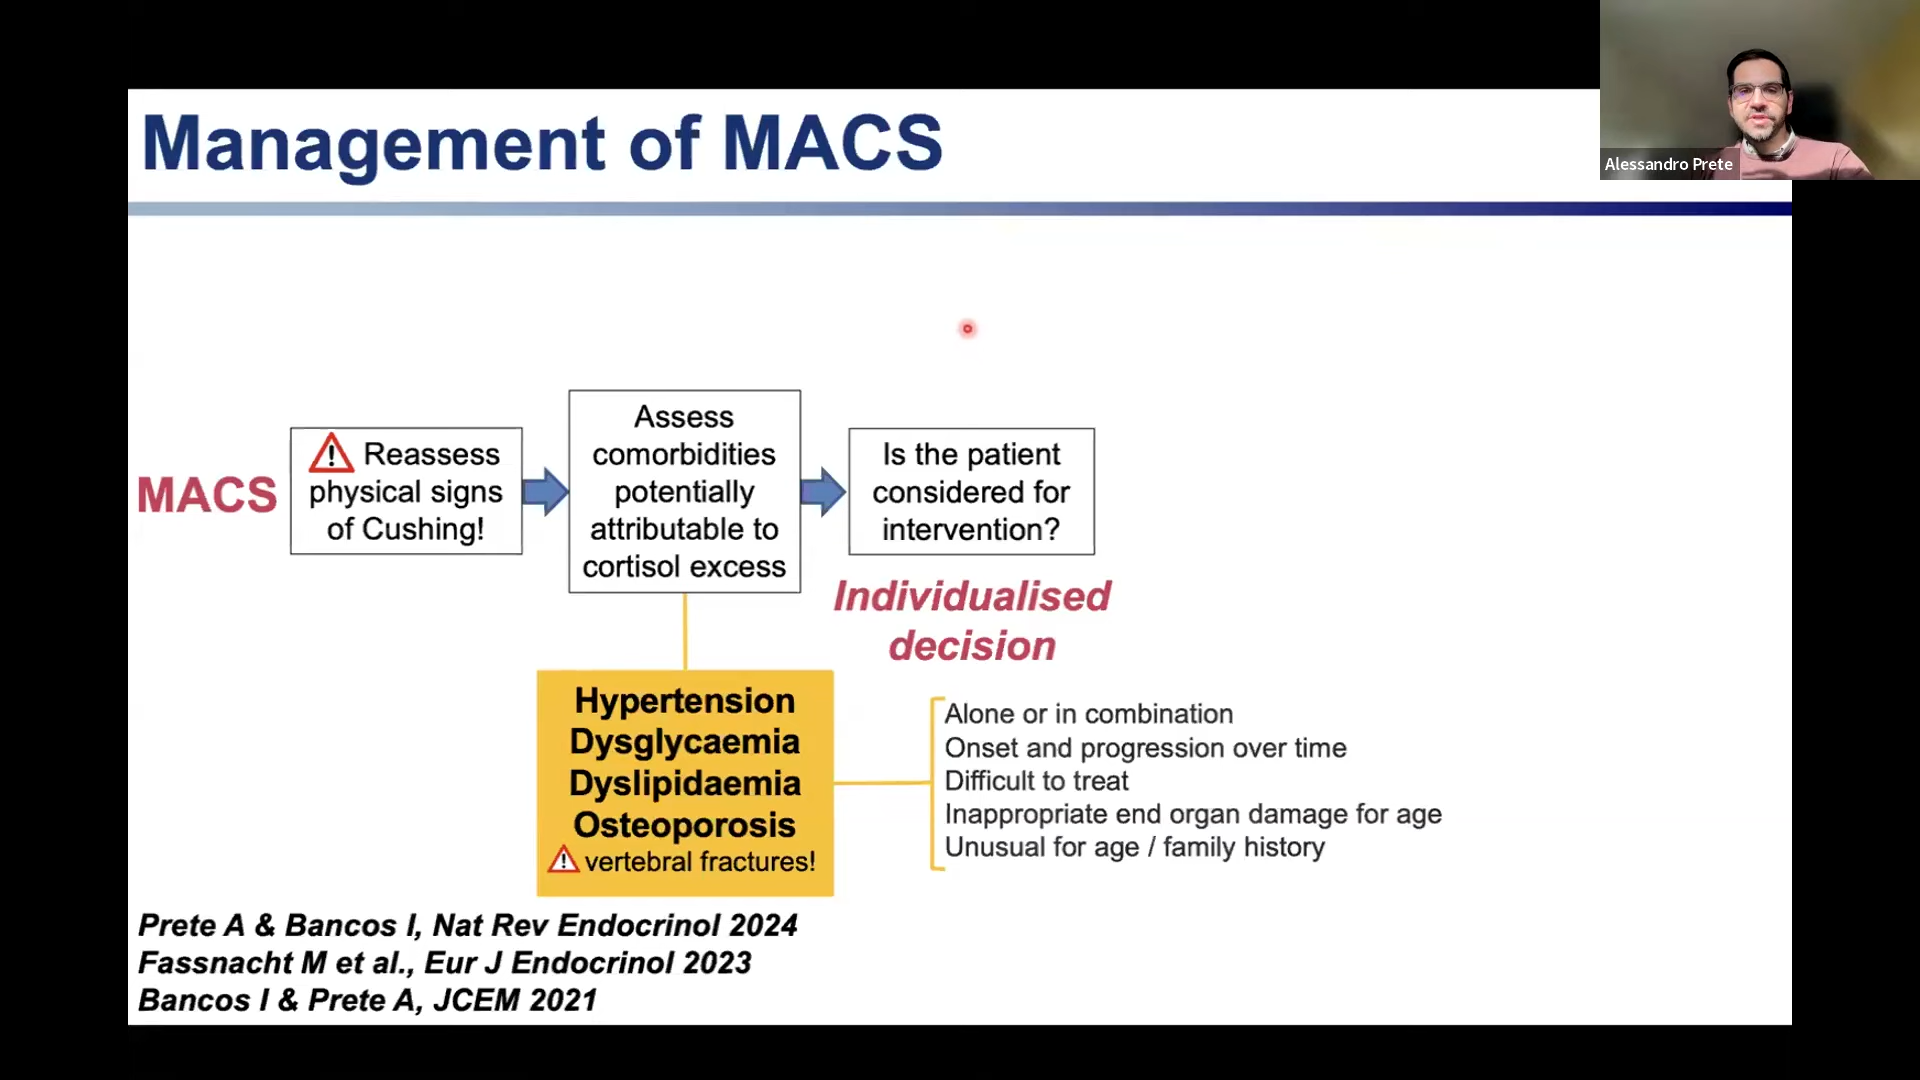 Management of MACS
Alessandro Prete
MACS
Reassess
physical signs
of Cushing!
Assess
comorbidities
potentially
attributable to
cortisol excess
Is the patient
considered for
intervention?
Individualised
decision
Hypertension
Dysglycaemia
Dyslipidaemia
Osteoporosis
vertebral fractures!
Alone or in combination
Onset and progression over time
Difficult to treat
Inappropriate end organ damage for age
Unusual for age / family history
Prete A & Bancos I, Nat Rev Endocrinol 2024
Fassnacht M et al., Eur J Endocrinol 2023
Bancos I & Prete A, JCEM 2021